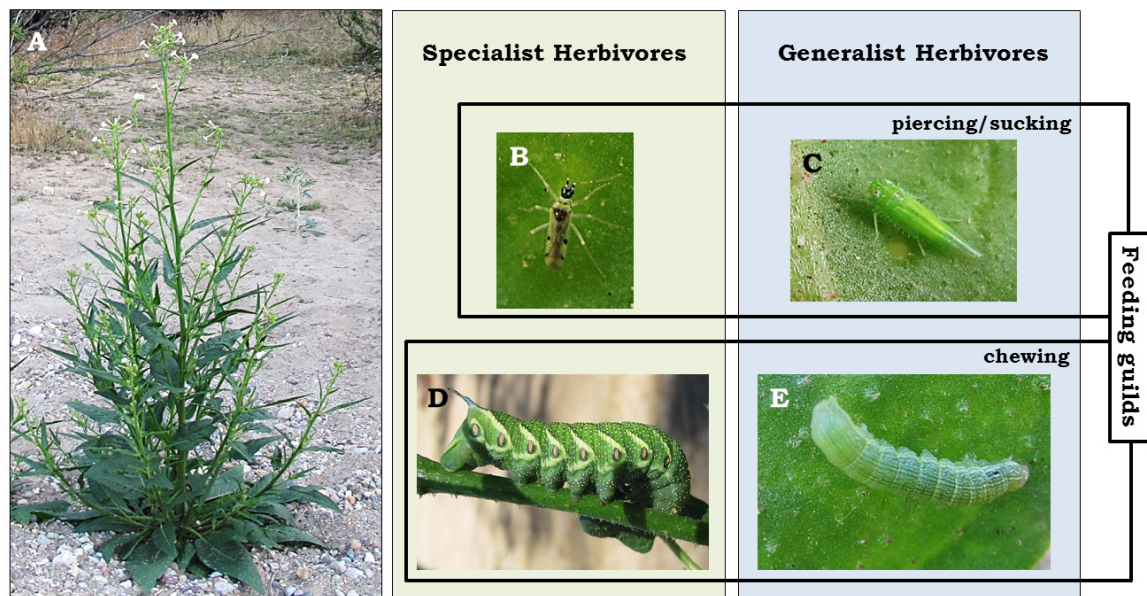 A
Specialist Herbivores
Generalist Herbivores
piercing/sucking
B
C
Feeding guilds
chewing
D
E